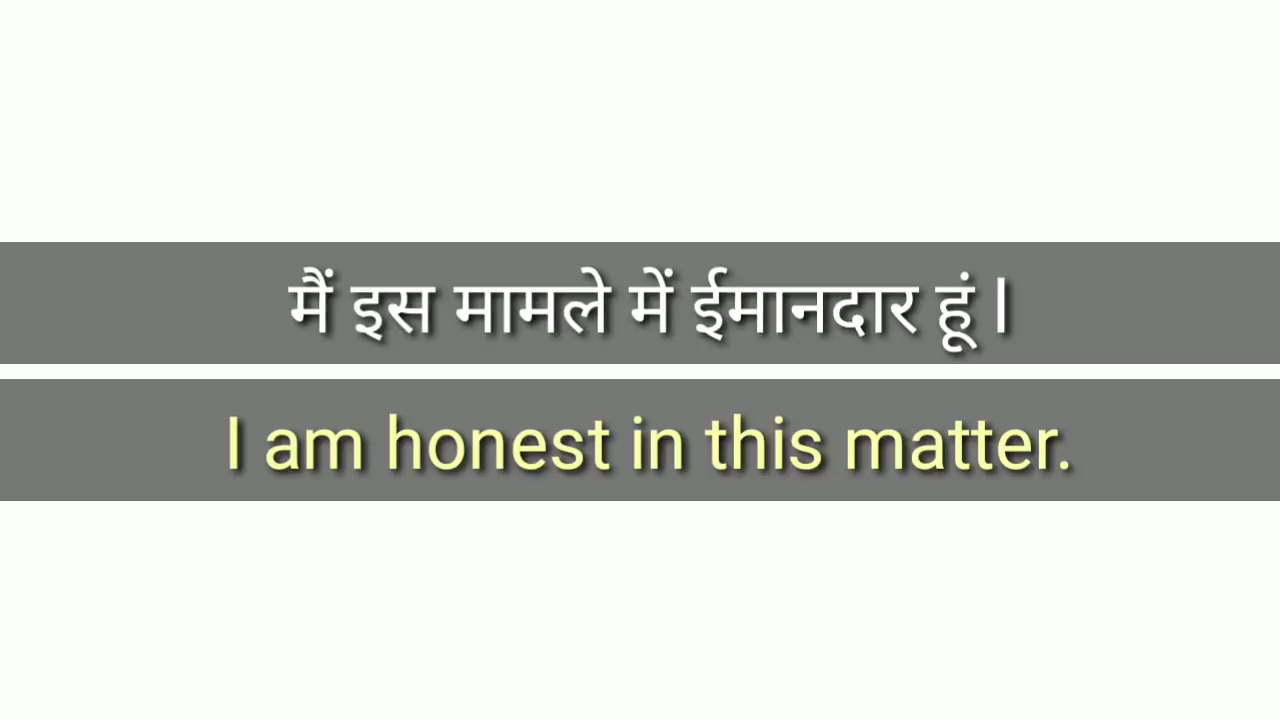 मैं इस मामले में ईमानदार हूं l
I am honest in this matter.